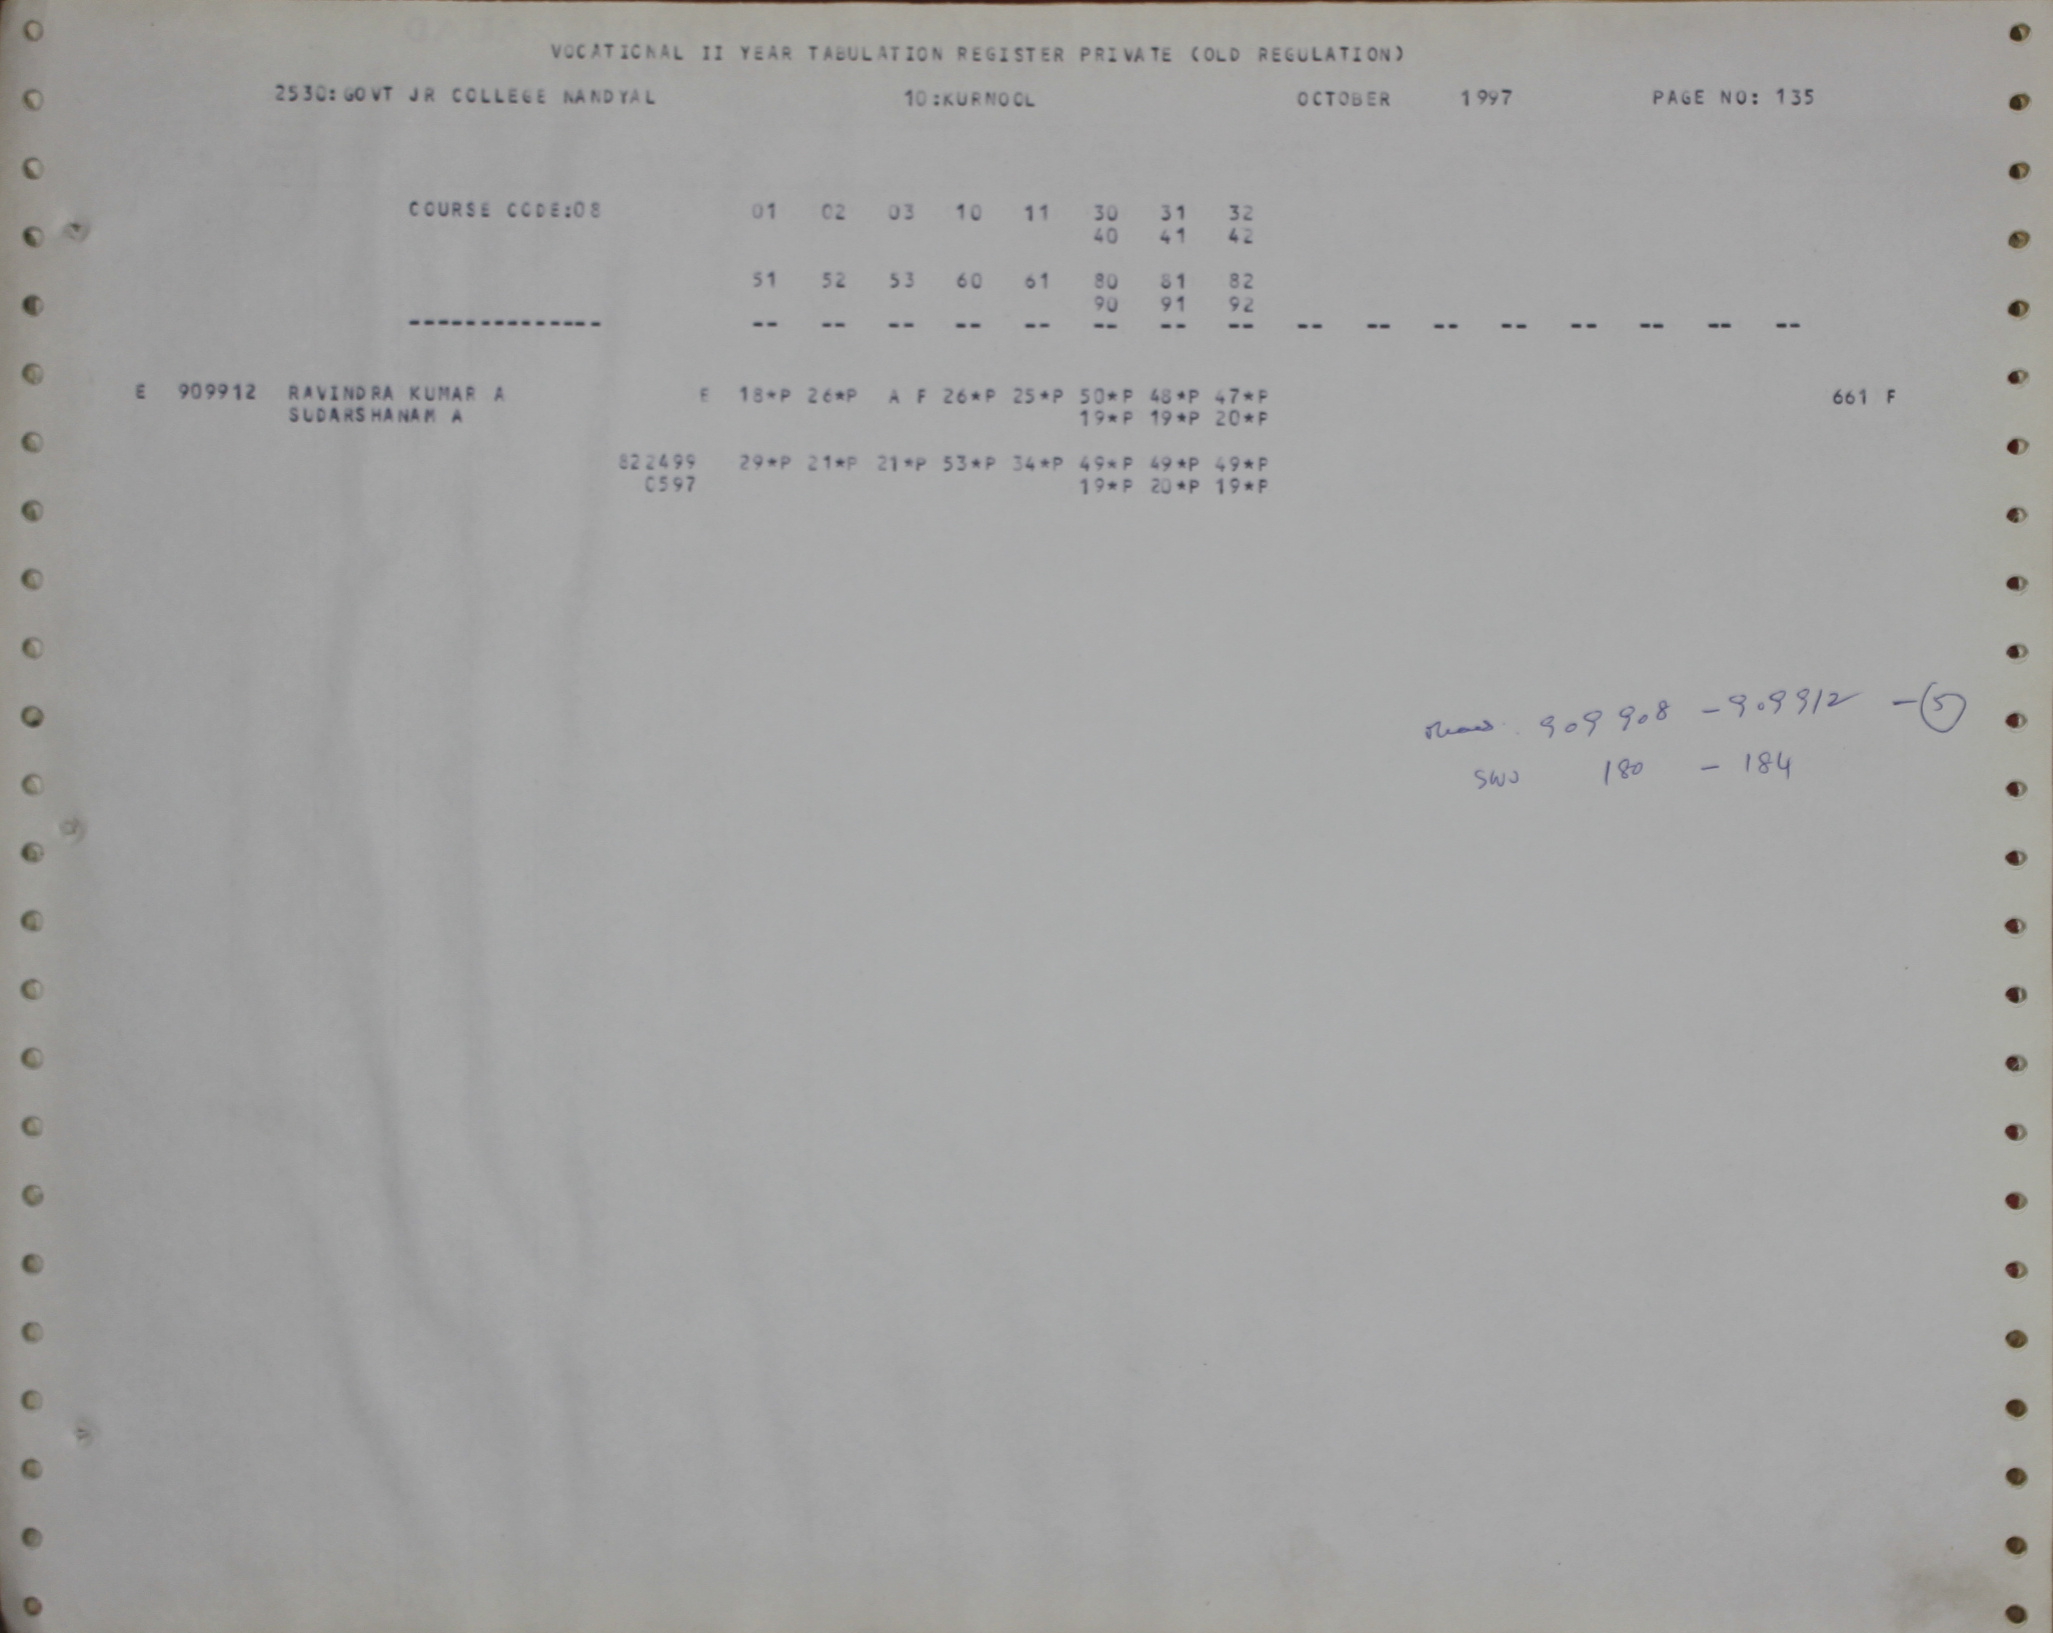 VOCATIONAL II YEAR TABULATION REGISTER PRIVATE (OLD REGULATION)
2530:GOVT JR COLLEGE NANDYAL 10:KURNOOL OCTOBER 1997 PAGE NO: 135
COURSE CODE:08 01 02 03 10 11 30 31 32
40 41 42
51 52 53 60 61 80 81 82
90 91 92
-------------- -- -- -- -- -- -- -- -- -- -- -- -- -- -- -- --
E 909912 RAVINDRA KUMAR A E 18*P 26*P A F 26*P 25*P 50*P 48*P 47*P 661 F
SUDARSHANAM A 19*P 19*P 20*P
822499 29*P 21*P 21*P 53*P 34*P 49*P 49*P 49*P
0597 19*P 20*P 19*P
909908 - 909912 - 5
180 - 184